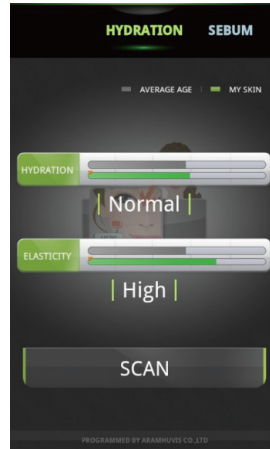 HYDRATION SEBUM
AVERAGE AGE | MY SKIN
HYDRATION
| Normal |
ELASTICITY
| High |
SCAN
PROGRAMMED BY ARAMHUVIS CO.,LTD